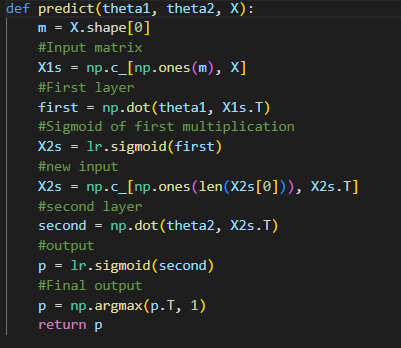 def predict(theta1, theta2, X):
    m = X.shape[0]
    #Input matrix
    X1s = np.c_[np.ones(m), X]
    #First layer
    first = np.dot(theta1, X1s.T)
    #Sigmoid of first multiplication
    X2s = lr.sigmoid(first)
    #new input
    X2s = np.c_[np.ones(len(X2s[0])), X2s.T]
    #second layer
    second = np.dot(theta2, X2s.T)
    #output
    p = lr.sigmoid(second)
    #Final output
    p = np.argmax(p.T, 1)
    return p